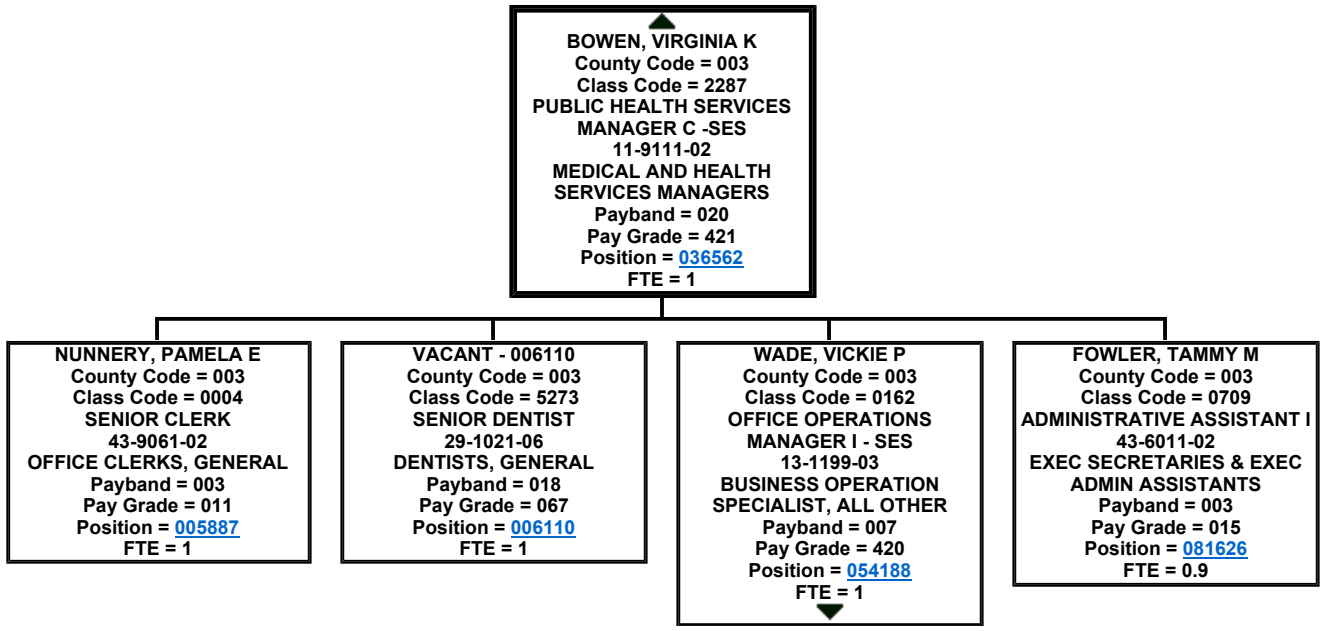 BOWEN, VIRGINIA K
County Code = 003
Class Code = 2287
PUBLIC HEALTH SERVICES
MANAGER C -SES
11-9111-02
MEDICAL AND HEALTH
SERVICES MANAGERS
Payband = 020
Pay Grade = 421
Position = 036562
FTE = 1
NUNNERY, PAMELA E
County Code = 003
Class Code = 0004
SENIOR CLERK
43-9061-02
OFFICE CLERKS, GENERAL
Payband = 003
Pay Grade = 011
Position = 005887
FTE = 1
VACANT - 006110
County Code = 003
Class Code = 5273
SENIOR DENTIST
29-1021-06
DENTISTS, GENERAL
Payband = 018
Pay Grade = 067
Position = 006110
FTE = 1
WADE, VICKIE P
County Code = 003
Class Code = 0162
OFFICE OPERATIONS
MANAGER I - SES
13-1199-03
BUSINESS OPERATION
SPECIALIST, ALL OTHER
Payband = 007
Pay Grade = 420
Position = 054188
FTE = 1
FOWLER, TAMMY M
County Code = 003
Class Code = 0709
ADMINISTRATIVE ASSISTANT I
43-6011-02
EXEC SECRETARIES & EXEC
ADMIN ASSISTANTS
Payband = 003
Pay Grade = 015
Position = 081626
FTE = 0.9